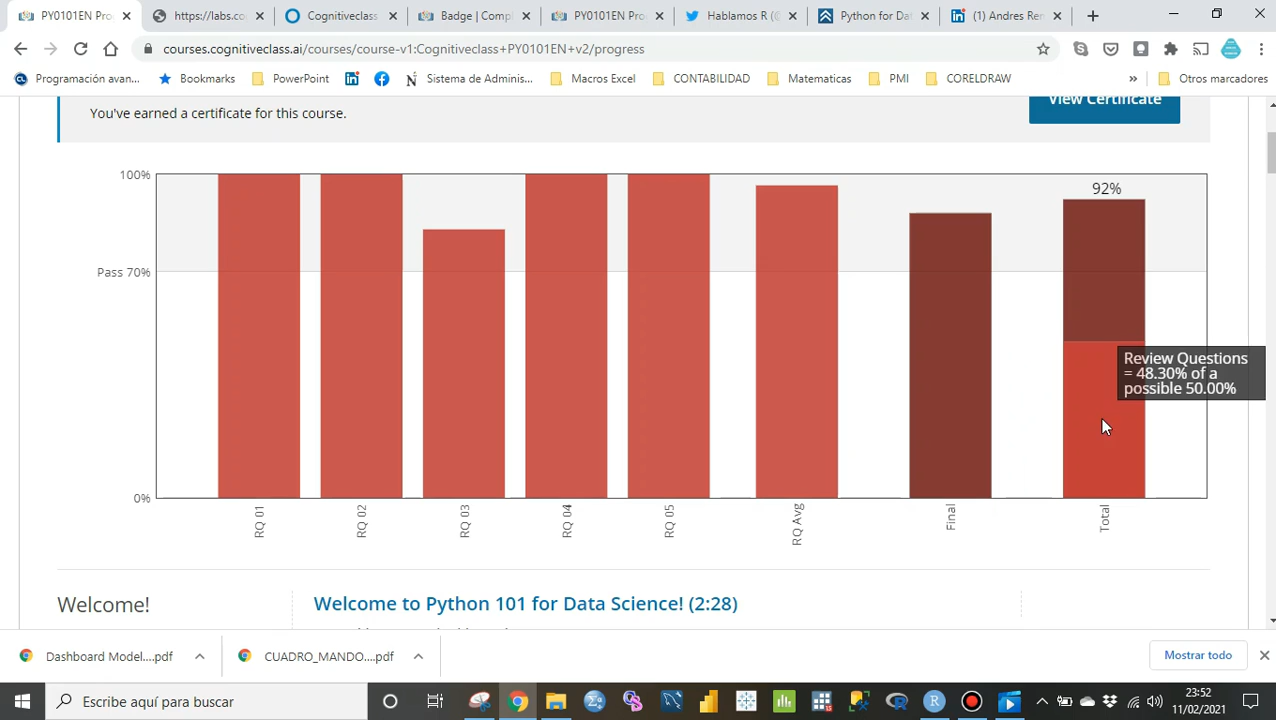 PY0101EN Pro
https://labs.co
Cognitiveclass
Badge | Compl
PY0101EN Pro
Hablamos R (@
Python for Da
(1) Andres Ren
courses.cognitiveclass.ai/courses/course-v1:Cognitiveclass+PY0101EN+v2/progress
Programación avan...
Bookmarks
PowerPoint
Sistema de Adminis...
Macros Excel
CONTABILIDAD
Matematicas
PMI
CORELDRAW
»
Otros marcadores
You've earned a certificate for this course.
View Certificate
100%
Pass 70%
0%
92%
Review Questions
= 48.30% of a
possible 50.00%
RQ 01
RQ 02
RQ 03
RQ 04
RQ 05
RQ Avg
Final
Total
Welcome!
Welcome to Python 101 for Data Science! (2:28)
Dashboard Model....pdf
CUADRO_MANDO....pdf
Mostrar todo
Escribe aquí para buscar
23:52
11/02/2021